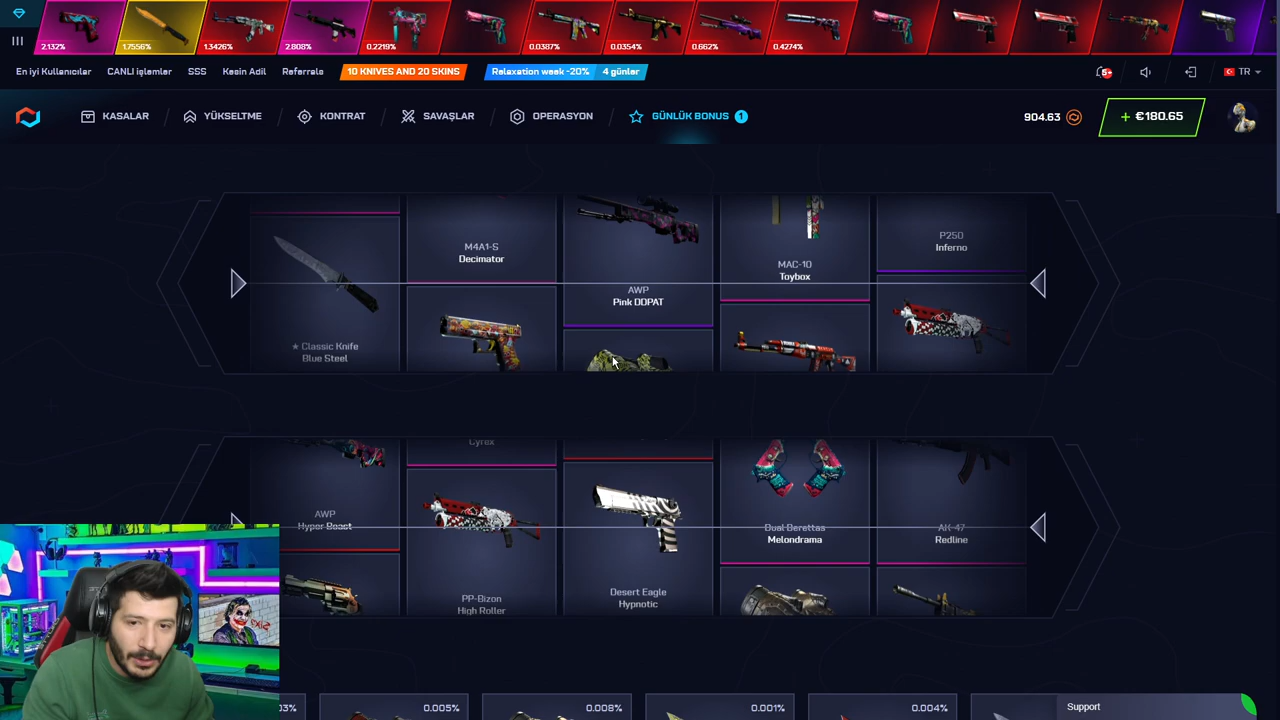 2.132%
1.7556%
1.3426%
2.808%
0.2219%
0.0387%
0.0354%
0.662%
0.4274%
En iyi Kullanıcılar
CANLI işlemler
SSS
Kesin Adil
Referrals
10 KNIVES AND 20 SKINS
Relaxation week -20%
4 günler
5+
TR
KASALAR
YÜKSELTME
KONTRAT
SAVAŞLAR
OPERASYON
GÜNLÜK BONUS 1
904.63
+ €180.65
★ Classic Knife
Blue Steel
M4A1-S
Decimator
AWP
Pink DDPAT
MAC-10
Toybox
P250
Inferno
AWP
Hyper Beast
Cyrex
PP-Bizon
High Roller
Desert Eagle
Hypnotic
Dual Berettas
Melondrama
AK-47
Redline
0.005%
0.008%
0.001%
0.004%
Support